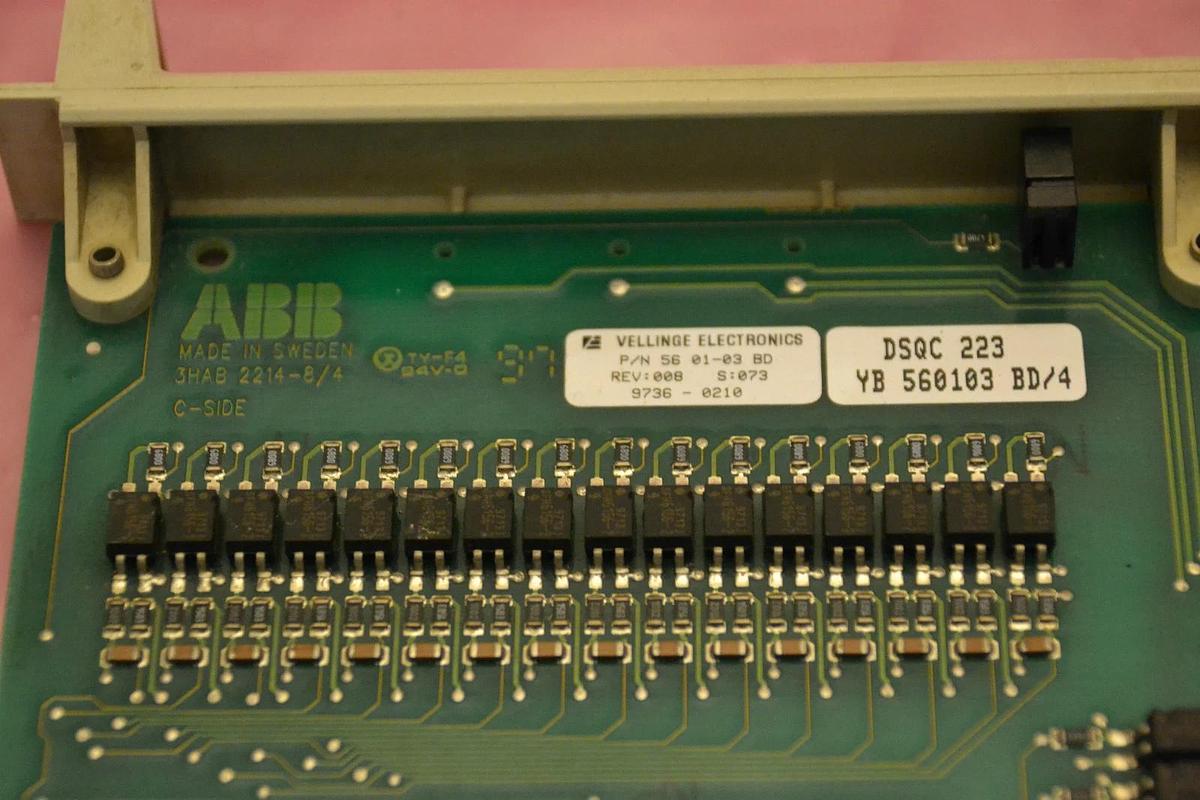 ABB
MADE IN SWEDEN
3HAB 2214-8/4
C-SIDE
TY-F4
94V-0
97
VELLINGE ELECTRONICS
P/N 56 01-03 BD
REV:008 S:073
9736 - 0210
DSQC 223
YB 560103 BD/4